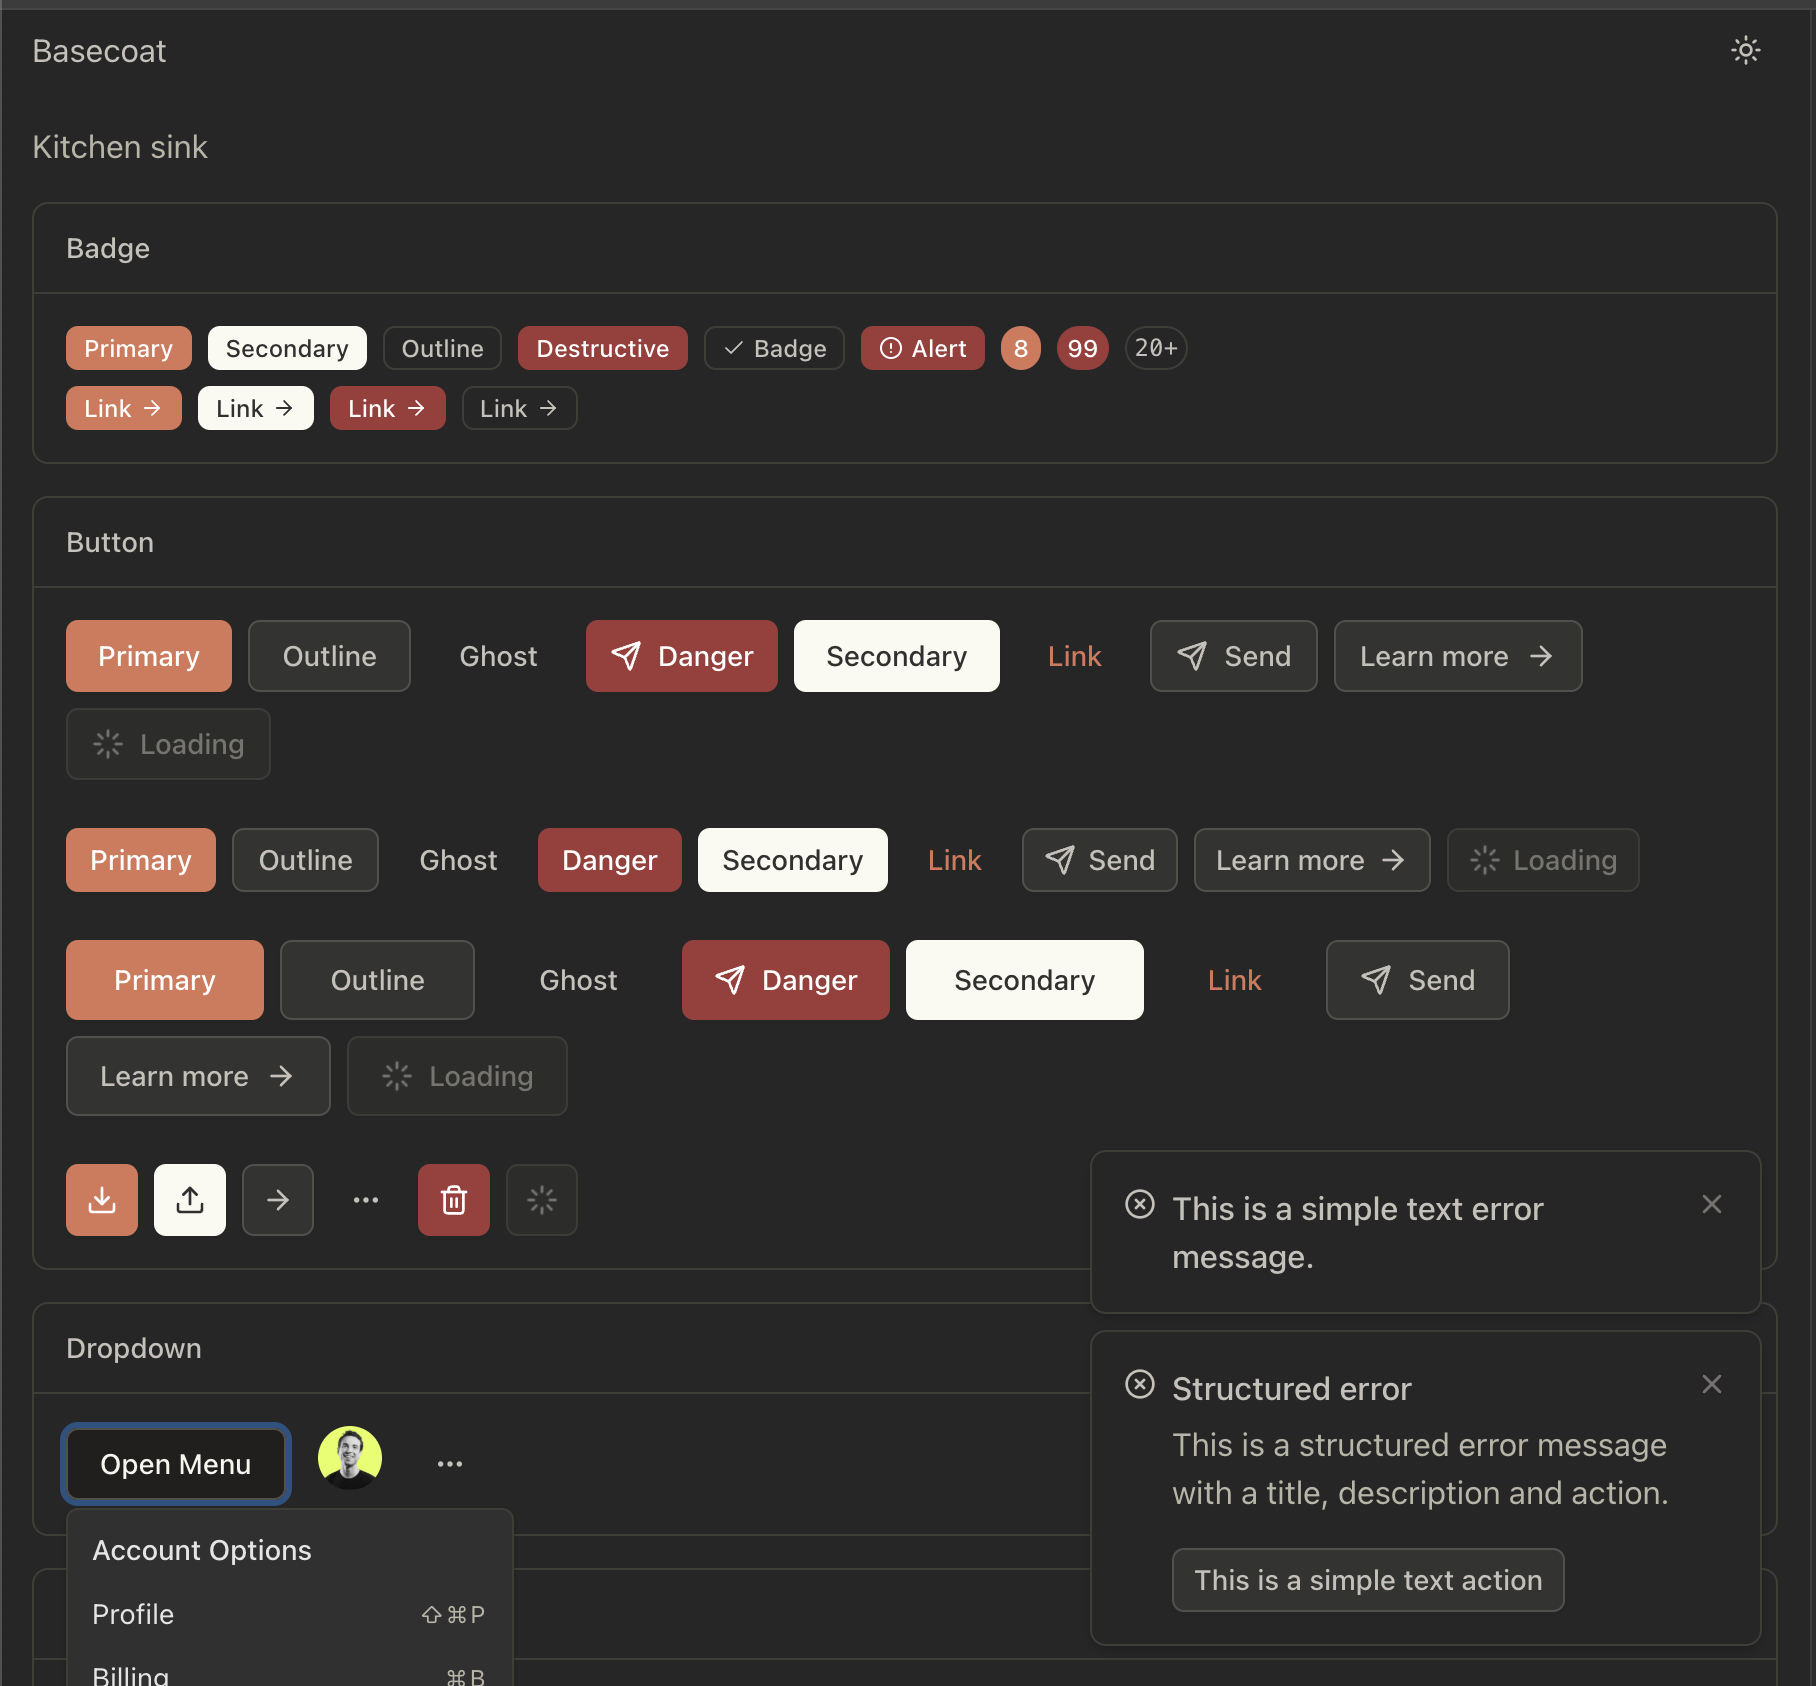 Basecoat
Kitchen sink
Badge
Primary Secondary Outline Destructive Badge Alert 8 99 20+
Link → Link → Link → Link →
Button
Primary Outline Ghost Danger Secondary Link Send Learn more →
Loading
Primary Outline Ghost Danger Secondary Link Send Learn more → Loading
Primary Outline Ghost Danger Secondary Link Send
Learn more → Loading
This is a simple text error
message.
Dropdown
Structured error
This is a structured error message
with a title, description and action.
This is a simple text action
Open Menu
Account Options
Profile ⇧⌘P
Billing ⌘B